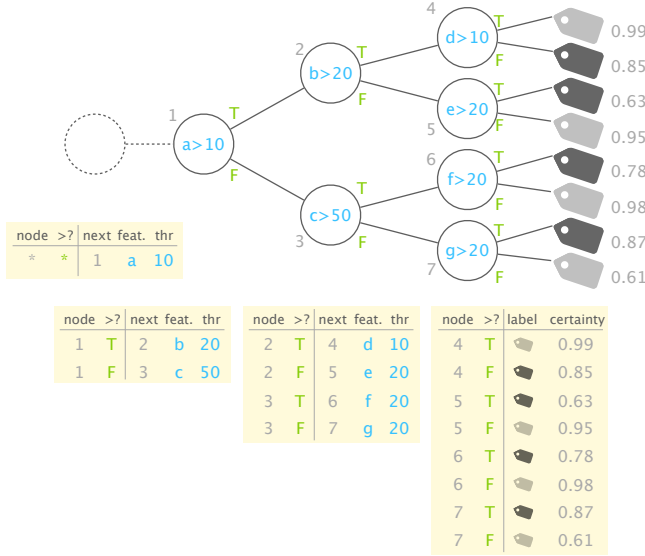 4
T
0.99
d>10
2
T
F
0.85
b>20
T
0.63
F
e>20
1
T
5
F
0.95
a>10
6
T
0.78
F
T
f>20
F
0.98
c>50
3
F
T
0.87
g>20
7
F
0.61
node >? next feat. thr
* * 1 a 10
node >? next feat. thr
1 T 2 b 20
1 F 3 c 50
node >? next feat. thr
2 T 4 d 10
2 F 5 e 20
3 T 6 f 20
3 F 7 g 20
node >? label certainty
4 T 0.99
4 F 0.85
5 T 0.63
5 F 0.95
6 T 0.78
6 F 0.98
7 T 0.87
7 F 0.61